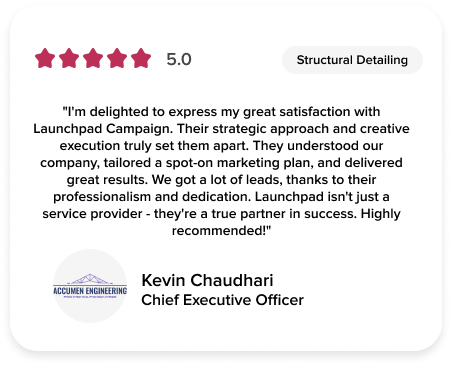 5.0
Structural Detailing
"I'm delighted to express my great satisfaction with
Launchpad Campaign. Their strategic approach and creative
execution truly set them apart. They understood our
company, tailored a spot-on marketing plan, and delivered
great results. We got a lot of leads, thanks to their
professionalism and dedication. Launchpad isn't just a
service provider - they're a true partner in success. Highly
recommended!"
ACCUMEN ENGINEERING
Kevin Chaudhari
Chief Executive Officer